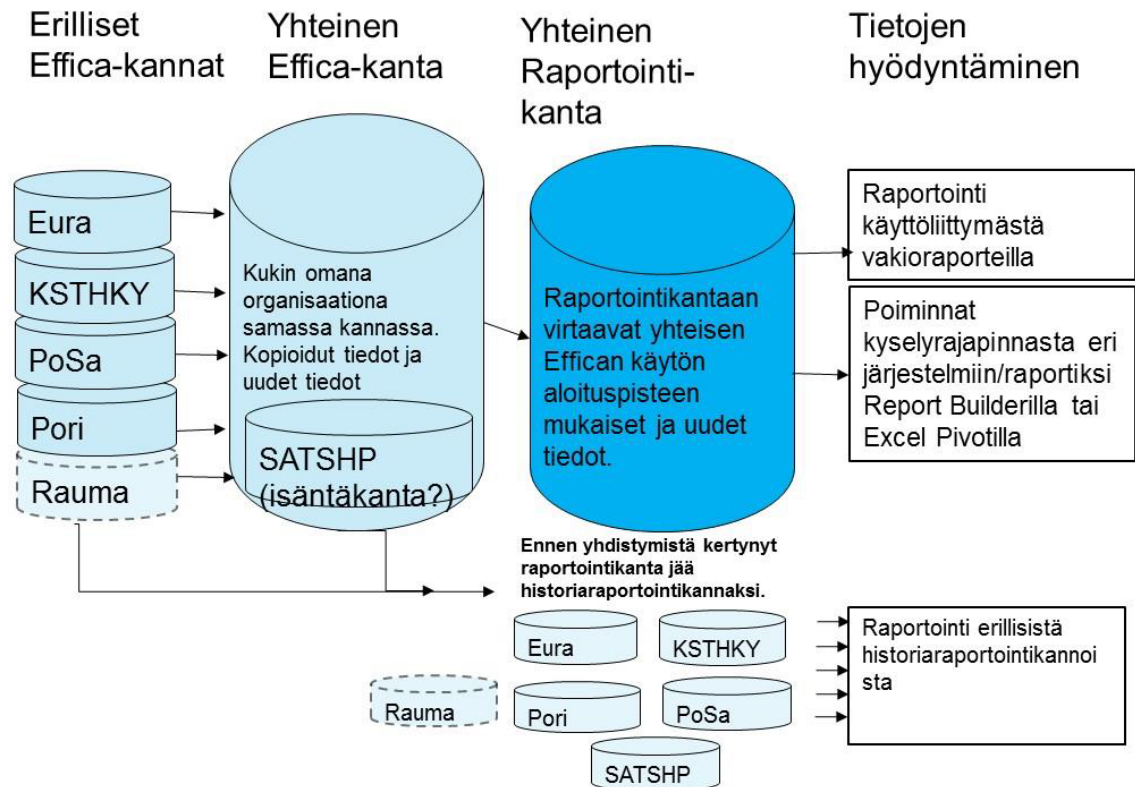 Erilliset
Effica-kannat
Yhteinen
Effica-kanta
Yhteinen
Raportointi-
kanta
Tietojen
hyödyntäminen
Eura
KSTHKY
PoSa
Pori
Rauma
Kukin omana
organisaationa
samassa kannassa.
Kopioidut tiedot ja
uudet tiedot
SATSHP
(isäntäkanta?)
Raportointikantaan
virtaavat yhteisen
Effican käytön
aloituspisteen
mukaiset ja uudet
tiedot.
Raportointi
käyttöliittymästä
vakioraporteilla
Poiminnat
kyselyrajapinnasta eri
järjestelmiin/raportiksi
Report Builderilla tai
Excel Pivotilla
Ennen yhdistymistä kertynyt
raportointikanta jää
historiaraportointikannaksi.
Eura
KSTHKY
Rauma
Pori
PoSa
SATSHP
Raportointi erillisistä
historiaraportointikannoi
sta